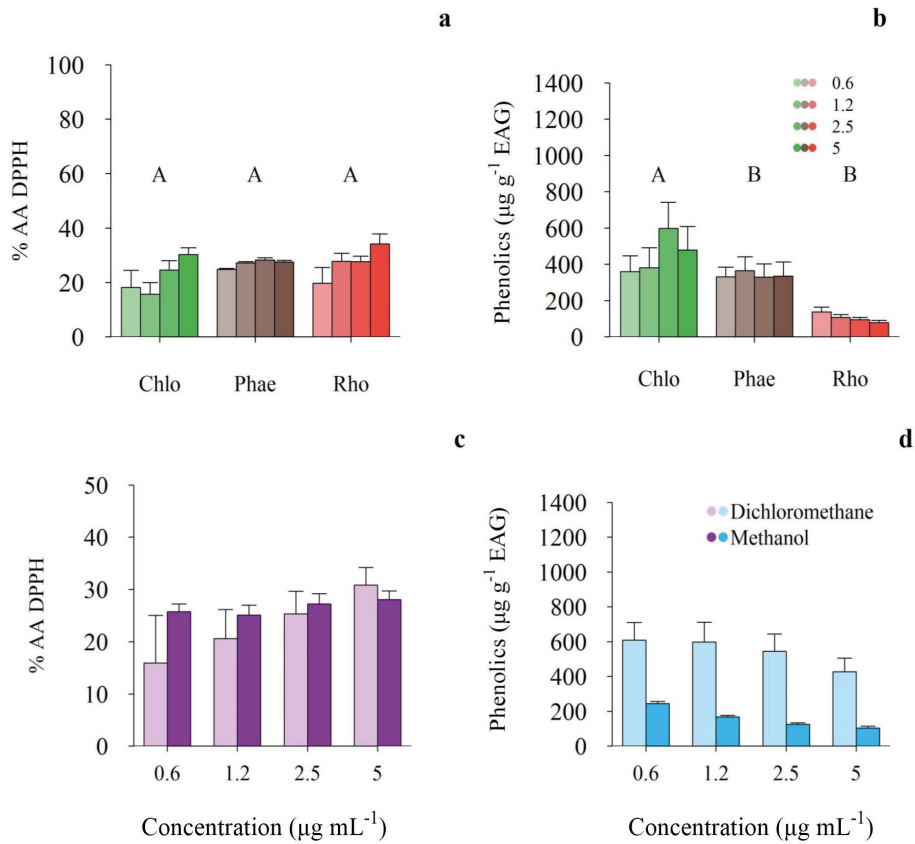 a
% AA DPPH
100
80
60
40
20
0
A A A
Chlo Phae Rho
b
Phenolics (µg g⁻¹ EAG)
1400
1200
1000
800
600
400
200
0
0.6
1.2
2.5
5
A B B
Chlo Phae Rho
c
% AA DPPH
50
40
30
20
10
0
0.6 1.2 2.5 5
Concentration (µg mL⁻¹)
d
Phenolics (µg g⁻¹ EAG)
1400
1200
1000
800
600
400
200
0
Dichloromethane
Methanol
0.6 1.2 2.5 5
Concentration (µg mL⁻¹)